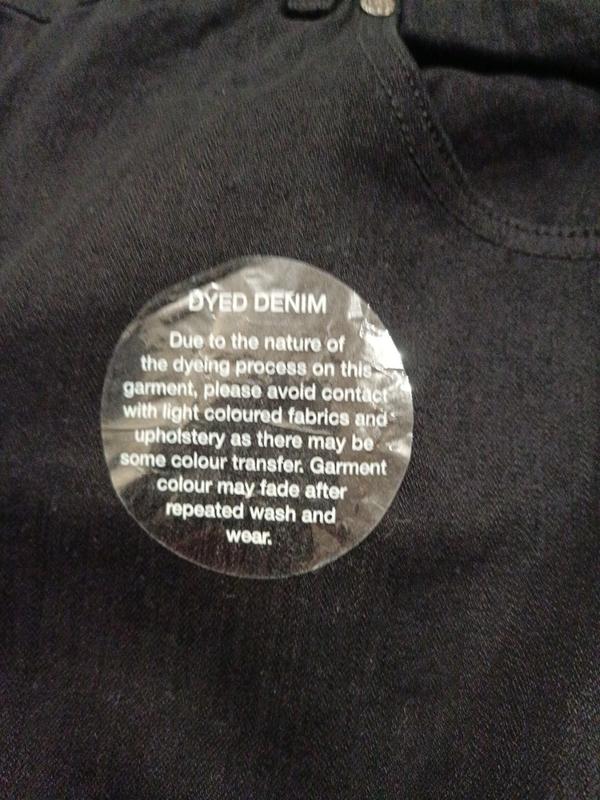 DYED DENIM
Due to the nature of
the dyeing process on this
garment, please avoid contact
with light coloured fabrics and
upholstery as there may be
some colour transfer. Garment
colour may fade after
repeated wash and
wear.